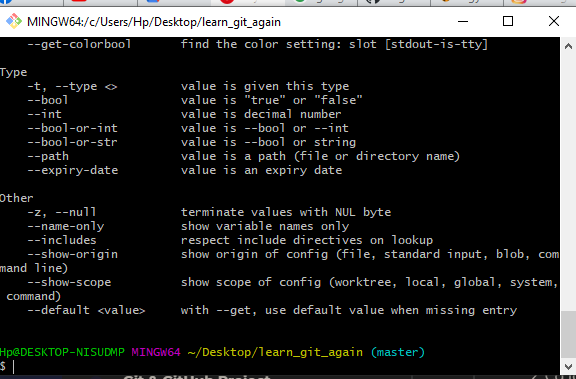 MINGW64:/c/Users/Hp/Desktop/learn_git_again
--get-colorbool find the color setting: slot [stdout-is-tty]
Type
-t, --type <> value is given this type
--bool value is "true" or "false"
--int value is decimal number
--bool-or-int value is --bool or --int
--bool-or-str value is --bool or string
--path value is a path (file or directory name)
--expiry-date value is an expiry date
Other
-z, --null terminate values with NUL byte
--name-only show variable names only
--includes respect include directives on lookup
--show-origin show origin of config (file, standard input, blob, com
mand line)
--show-scope show scope of config (worktree, local, global, system,
command)
--default <value> with --get, use default value when missing entry
Hp@DESKTOP-NISUDMP MINGW64 ~/Desktop/learn_git_again (master)
$
Git & GitHub Project